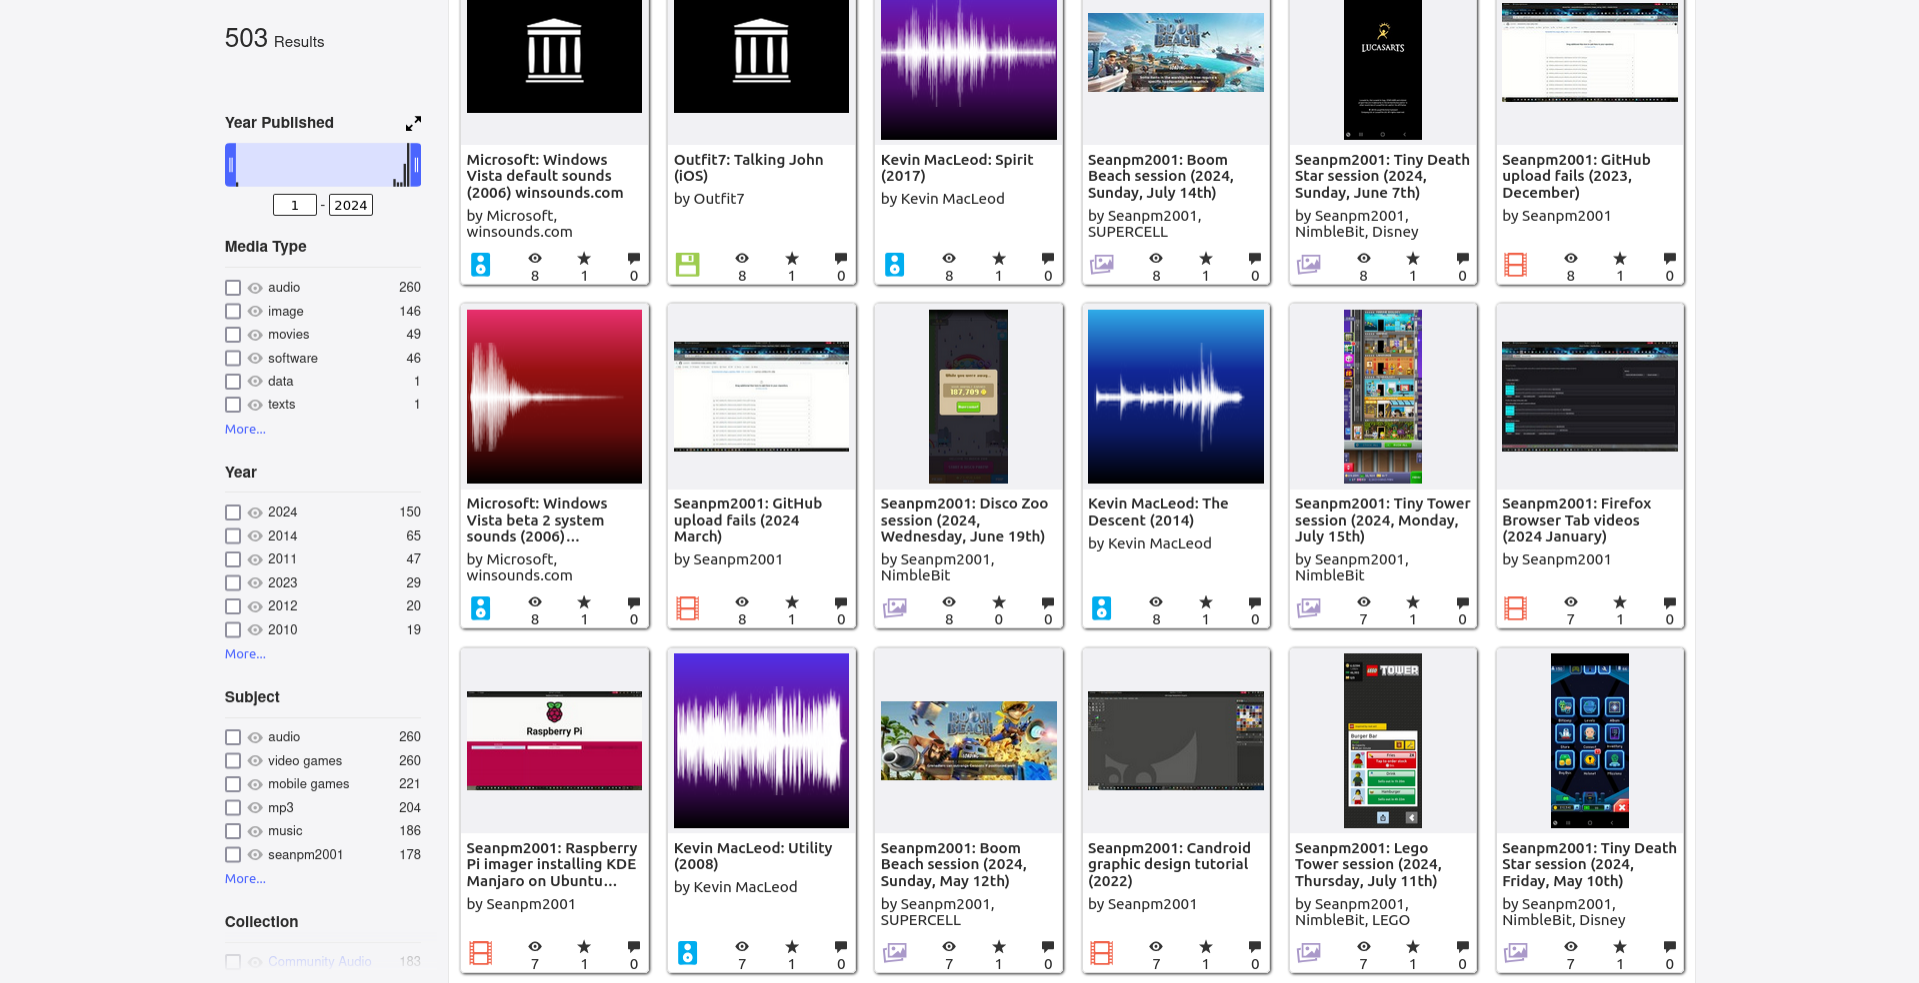 503 Results
Year Published
1 - 2024
Media Type
audio 260
image 146
movies 49
software 46
data 1
texts 1
More...
Year
2024 150
2014 65
2011 47
2023 29
2012 20
2010 19
More...
Subject
audio 260
video games 260
mobile games 221
mp3 204
music 186
seanpm2001 178
More...
Collection
Community Audio 183
Microsoft: Windows
Vista default sounds
(2006) winsounds.com
by Microsoft,
winsounds.com
8 1 0
Outfit7: Talking John
(iOS)
by Outfit7
8 1 0
Kevin MacLeod: Spirit
(2017)
by Kevin MacLeod
8 1 0
BOOM
BEACH
Seanpm2001: Boom
Beach session (2024,
Sunday, July 14th)
by Seanpm2001,
SUPERCELL
8 1 0
LUCASARTS
Seanpm2001: Tiny Death
Star session (2024,
Sunday, June 7th)
by Seanpm2001,
NimbleBit, Disney
8 1 0
Seanpm2001: GitHub
upload fails (2023,
December)
by Seanpm2001
8 1 0
Microsoft: Windows
Vista beta 2 system
sounds (2006)...
by Microsoft,
winsounds.com
8 1 0
Seanpm2001: GitHub
upload fails (2024
March)
by Seanpm2001
8 1 0
While you were away...
187,709
Seanpm2001: Disco Zoo
session (2024,
Wednesday, June 19th)
by Seanpm2001,
NimbleBit
8 0 0
Kevin MacLeod: The
Descent (2014)
by Kevin MacLeod
8 1 0
Seanpm2001: Tiny Tower
session (2024, Monday,
July 15th)
by Seanpm2001,
NimbleBit
7 1 0
Seanpm2001: Firefox
Browser Tab videos
(2024 January)
by Seanpm2001
7 1 0
Raspberry Pi
Seanpm2001: Raspberry
Pi imager installing KDE
Manjaro on Ubuntu...
by Seanpm2001
7 1 0
Kevin MacLeod: Utility
(2008)
by Kevin MacLeod
7 1 0
BOOM
BEACH
Seanpm2001: Boom
Beach session (2024,
Sunday, May 12th)
by Seanpm2001,
SUPERCELL
7 1 0
Seanpm2001: Candroid
graphic design tutorial
(2022)
by Seanpm2001
7 1 0
LEGO TOWER
Burger Bar
Seanpm2001: Lego
Tower session (2024,
Thursday, July 11th)
by Seanpm2001,
NimbleBit, LEGO
7 1 0
Seanpm2001: Tiny Death
Star session (2024,
Friday, May 10th)
by Seanpm2001,
NimbleBit, Disney
7 1 0